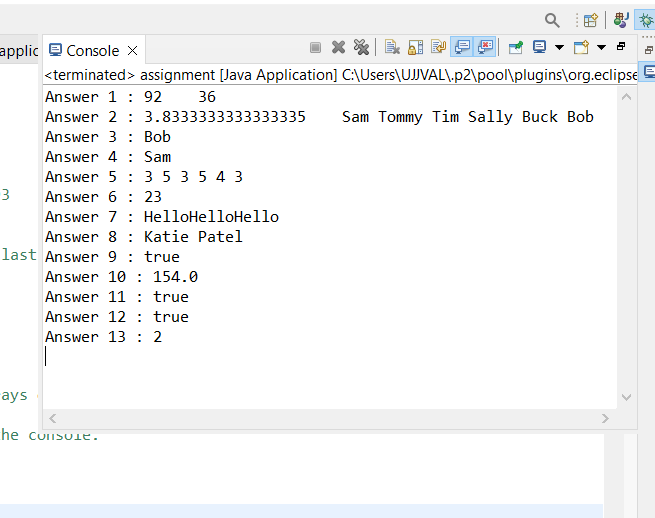 applic
Console
<terminated> assignment [Java Application] C:\Users\UJJVAL\.p2\pool\plugins\org.eclipse
Answer 1 : 92    36
Answer 2 : 3.8333333333333335    Sam Tommy Tim Sally Buck Bob
Answer 3 : Bob
Answer 4 : Sam
Answer 5 : 3 5 3 5 4 3
3
Answer 6 : 23
Answer 7 : HelloHelloHello
Answer 8 : Katie Patel
last
Answer 9 : true
Answer 10 : 154.0
Answer 11 : true
Answer 12 : true
Answer 13 : 2
ays
he console.